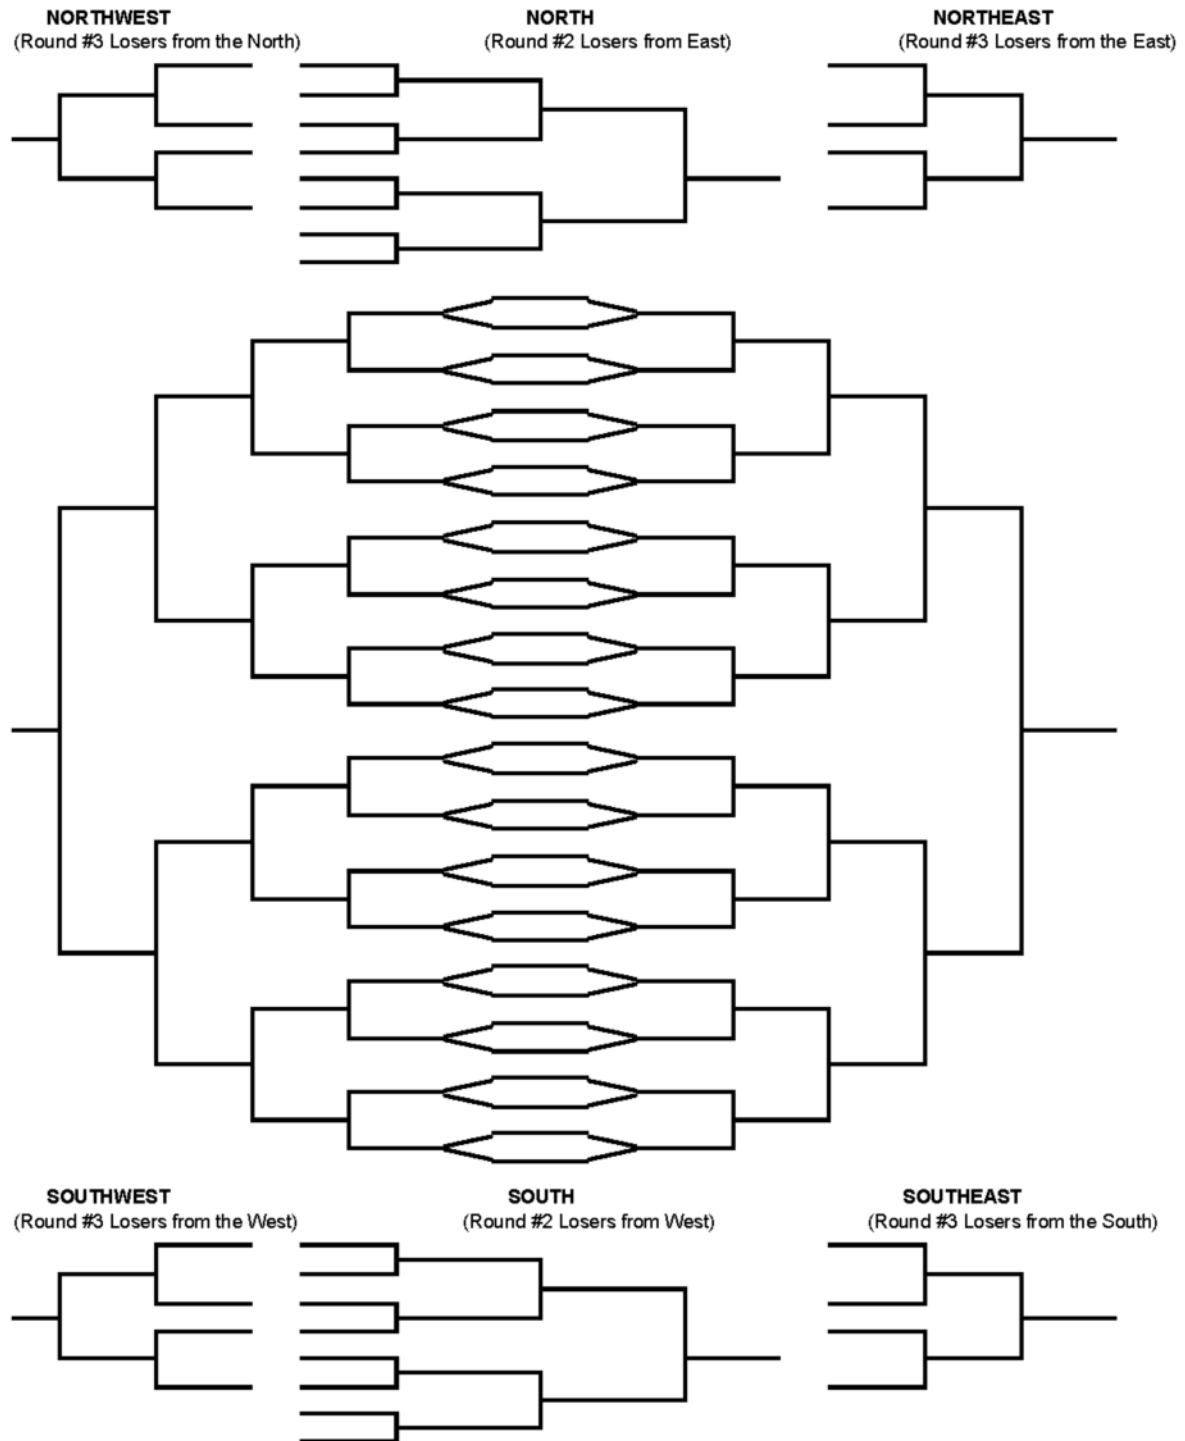 NORTHWEST
(Round #3 Losers from the North)
NORTH
(Round #2 Losers from East)
NORTHEAST
(Round #3 Losers from the East)
SOUTHWEST
(Round #3 Losers from the West)
SOUTH
(Round #2 Losers from West)
SOUTHEAST
(Round #3 Losers from the South)